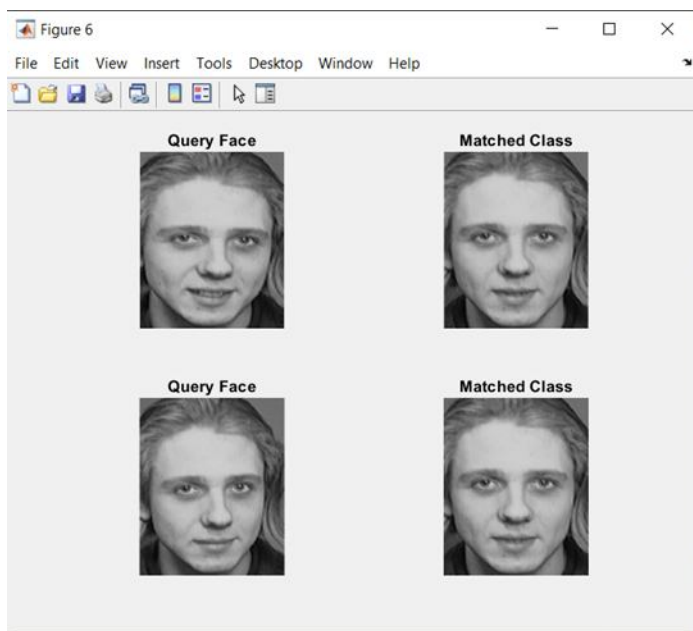 Figure 6
File Edit View Insert Tools Desktop Window Help
Query Face Matched Class
Query Face Matched Class